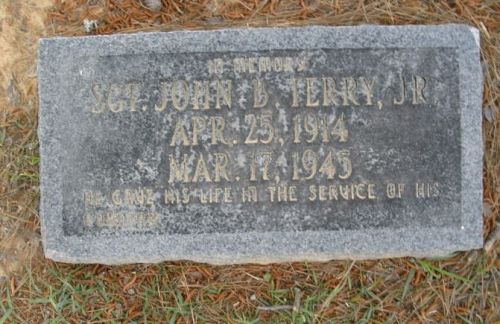 IN MEMORY
SGT. JOHN B. TERRY, JR
APR. 25, 1914
MAR. 17, 1945
HE GAVE HIS LIFE IN THE SERVICE OF HIS